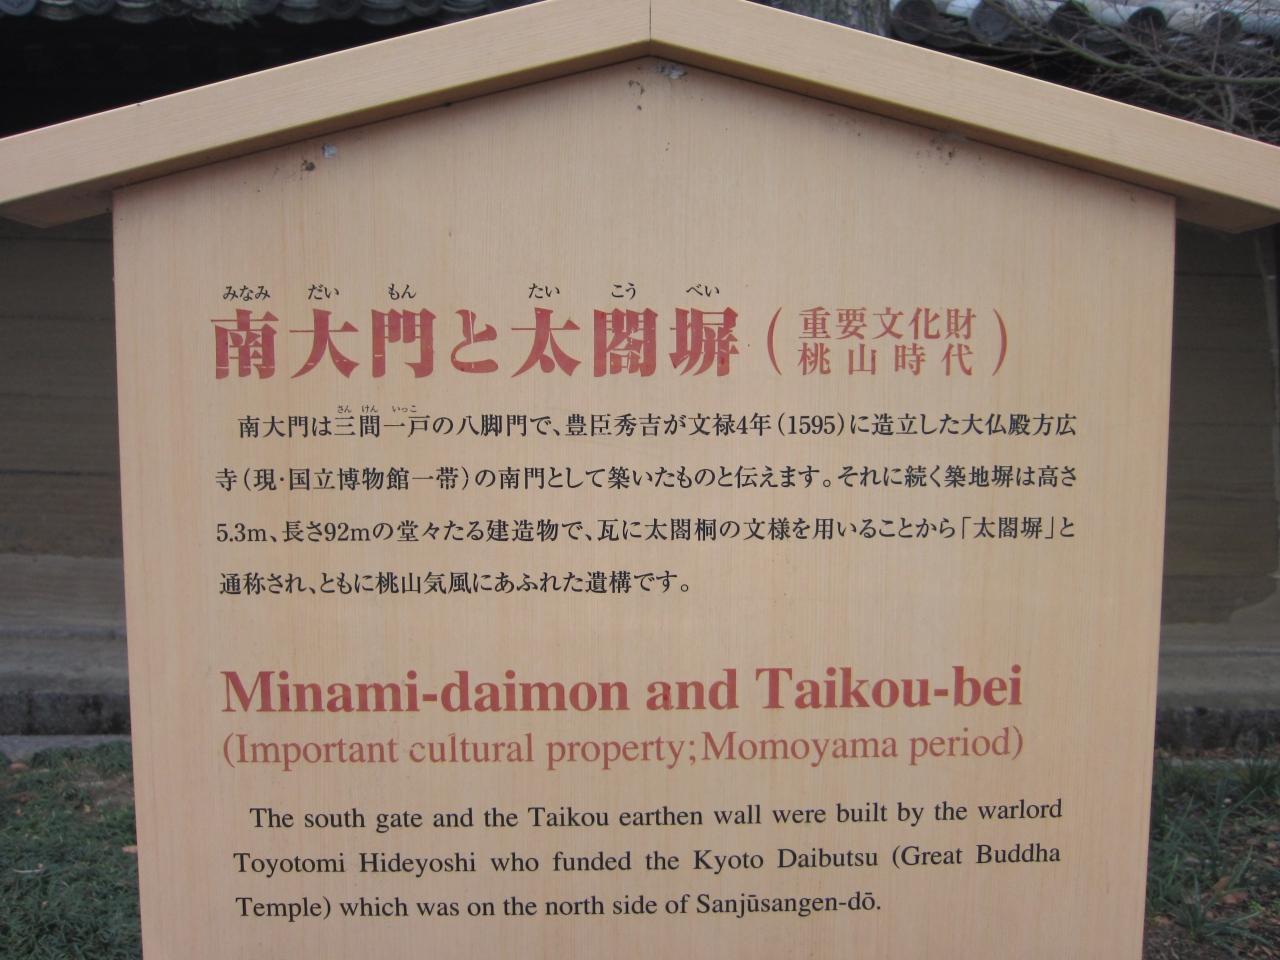 みなみ だい もん たい こう べい
南大門と太閤塀(重要文化財 桃山時代)
さん けん いっこ
南大門は三間一戸の八脚門で、豊臣秀吉が文禄4年(1595)に造立した大仏殿方広
寺(現・国立博物館一帯)の南門として築いたものと伝えます。それに続く築地塀は高さ
5.3m、長さ92mの堂々たる建造物で、瓦に太閤桐の文様を用いることから「太閤塀」と
通称され、ともに桃山気風にあふれた遺構です。
Minami-daimon and Taikou-bei
(Important cultural property;Momoyama period)
The south gate and the Taikou earthen wall were built by the warlord
Toyotomi Hideyoshi who funded the Kyoto Daibutsu (Great Buddha
Temple) which was on the north side of Sanjūsangen-dō.